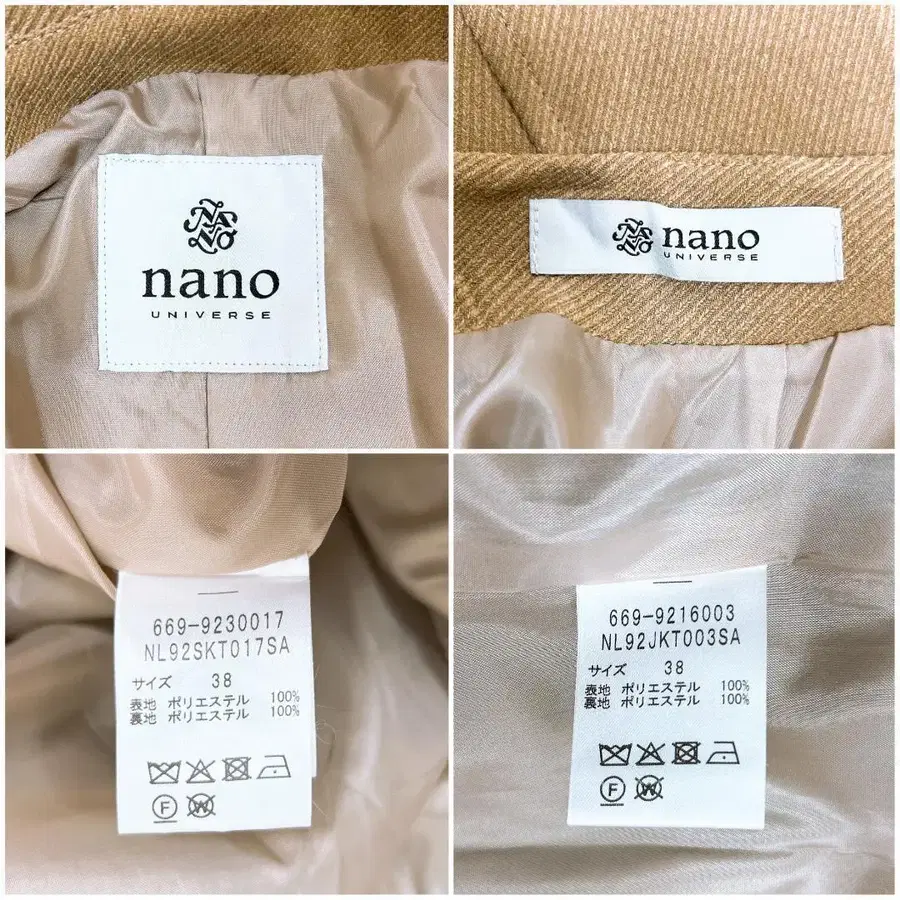 NANO
nano
UNIVERSE
NANO
nano
UNIVERSE
669-9230017
NL92SKT017SA
サイズ 38
表地 ポリエステル 100%
裏地 ポリエステル 100%
F
W
669-9216003
NL92JKT003SA
サイズ 38
表地 ポリエステル 100%
裏地 ポリエステル 100%
F
W